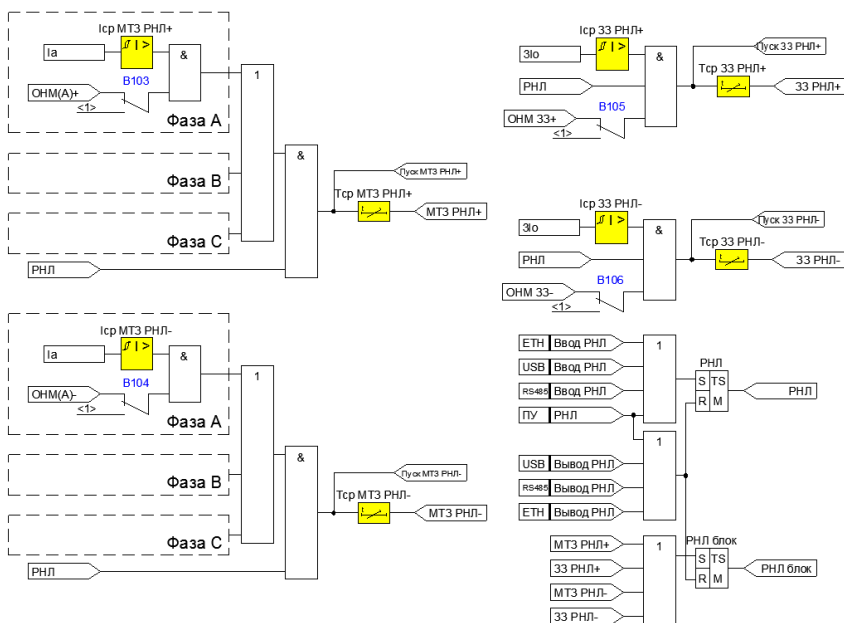 Iср МТЗ РНЛ+
Ia
I >
&
B103
ОНМ(А)+
<1>
Фаза А
1
Фаза В
Фаза С
&
Пуск МТЗ РНЛ+
Тср МТЗ РНЛ+
МТЗ РНЛ+
РНЛ
Iср МТЗ РНЛ-
Ia
I >
&
B104
ОНМ(А)-
<1>
Фаза А
1
Фаза В
Фаза С
&
Пуск МТЗ РНЛ-
Тср МТЗ РНЛ-
МТЗ РНЛ-
РНЛ
Iср ЗЗ РНЛ+
3Io
I >
&
РНЛ
B105
ОНМ ЗЗ+
<1>
Пуск ЗЗ РНЛ+
Тср ЗЗ РНЛ+
ЗЗ РНЛ+
Iср ЗЗ РНЛ-
3Io
I >
&
РНЛ
B106
ОНМ ЗЗ-
<1>
Пуск ЗЗ РНЛ-
Тср ЗЗ РНЛ-
ЗЗ РНЛ-
ETH Ввод РНЛ
USB Ввод РНЛ
RS485 Ввод РНЛ
ПУ РНЛ
1
РНЛ
S TS
R M
РНЛ
1
USB Вывод РНЛ
RS485 Вывод РНЛ
ETH Вывод РНЛ
МТЗ РНЛ+
ЗЗ РНЛ+
МТЗ РНЛ-
ЗЗ РНЛ-
1
РНЛ блок
S TS
R M
РНЛ блок